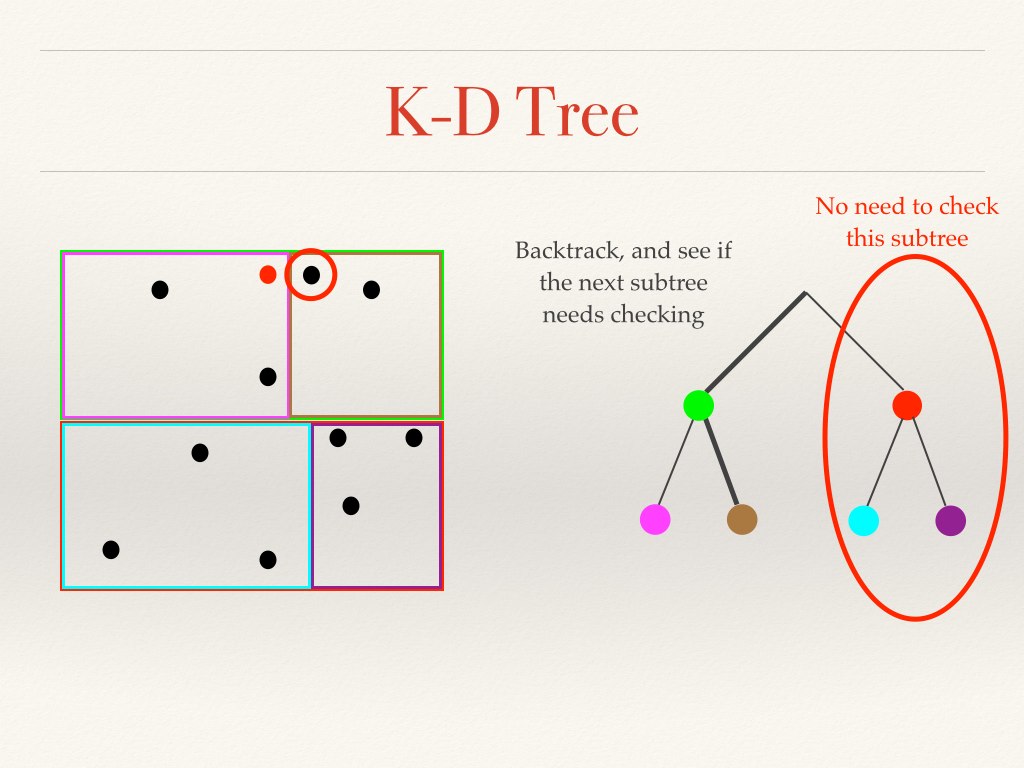 K-D Tree
No need to check
this subtree
Backtrack, and see if
the next subtree
needs checking